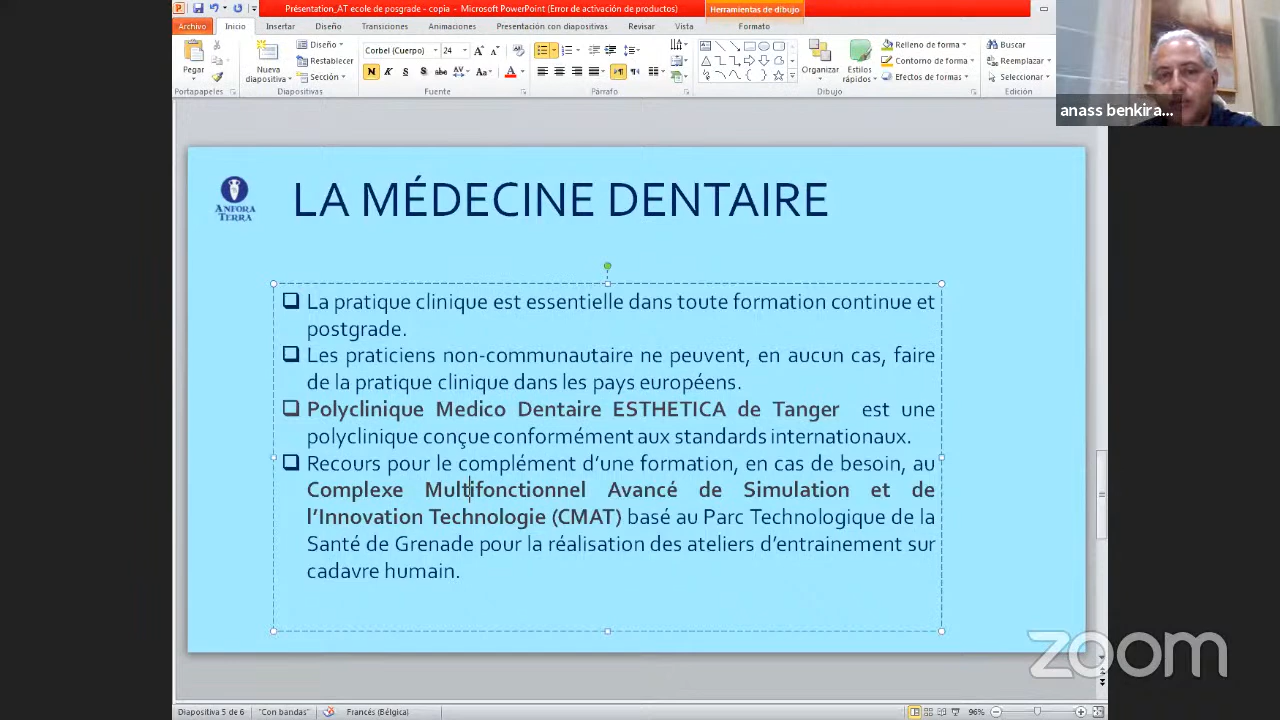 Présentation_AT ecole de posgrade - copia - Microsoft PowerPoint (Error de activación de productos)
Herramientas de dibujo
Archivo Inicio Insertar Diseño Transiciones Animaciones Presentación con diapositivas Revisar Vista Formato
Pegar
Nueva diapositiva
Diseño
Restablecer
Sección
Corbel (Cuerpo) 24
N K S S abc AV Aa A
Organizar
Estilos rápidos
Relleno de forma
Contorno de forma
Efectos de formas
Buscar
Reemplazar
Seleccionar
Portapapeles Diapositivas Fuente Párrafo Dibujo Edición
anass benkira...
ANFORA
TERRA
LA MÉDECINE DENTAIRE
La pratique clinique est essentielle dans toute formation continue et
postgrade.
Les praticiens non-communautaire ne peuvent, en aucun cas, faire
de la pratique clinique dans les pays européens.
Polyclinique Medico Dentaire ESTHETICA de Tanger est une
polyclinique conçue conformément aux standards internationaux.
Recours pour le complément d’une formation, en cas de besoin, au
Complexe Multifonctionnel Avancé de Simulation et de
l’Innovation Technologie (CMAT) basé au Parc Technologique de la
Santé de Grenade pour la réalisation des ateliers d’entrainement sur
cadavre humain.
zoom
Diapositiva 5 de 6 "Con bandas" Francés (Bélgica) 96%